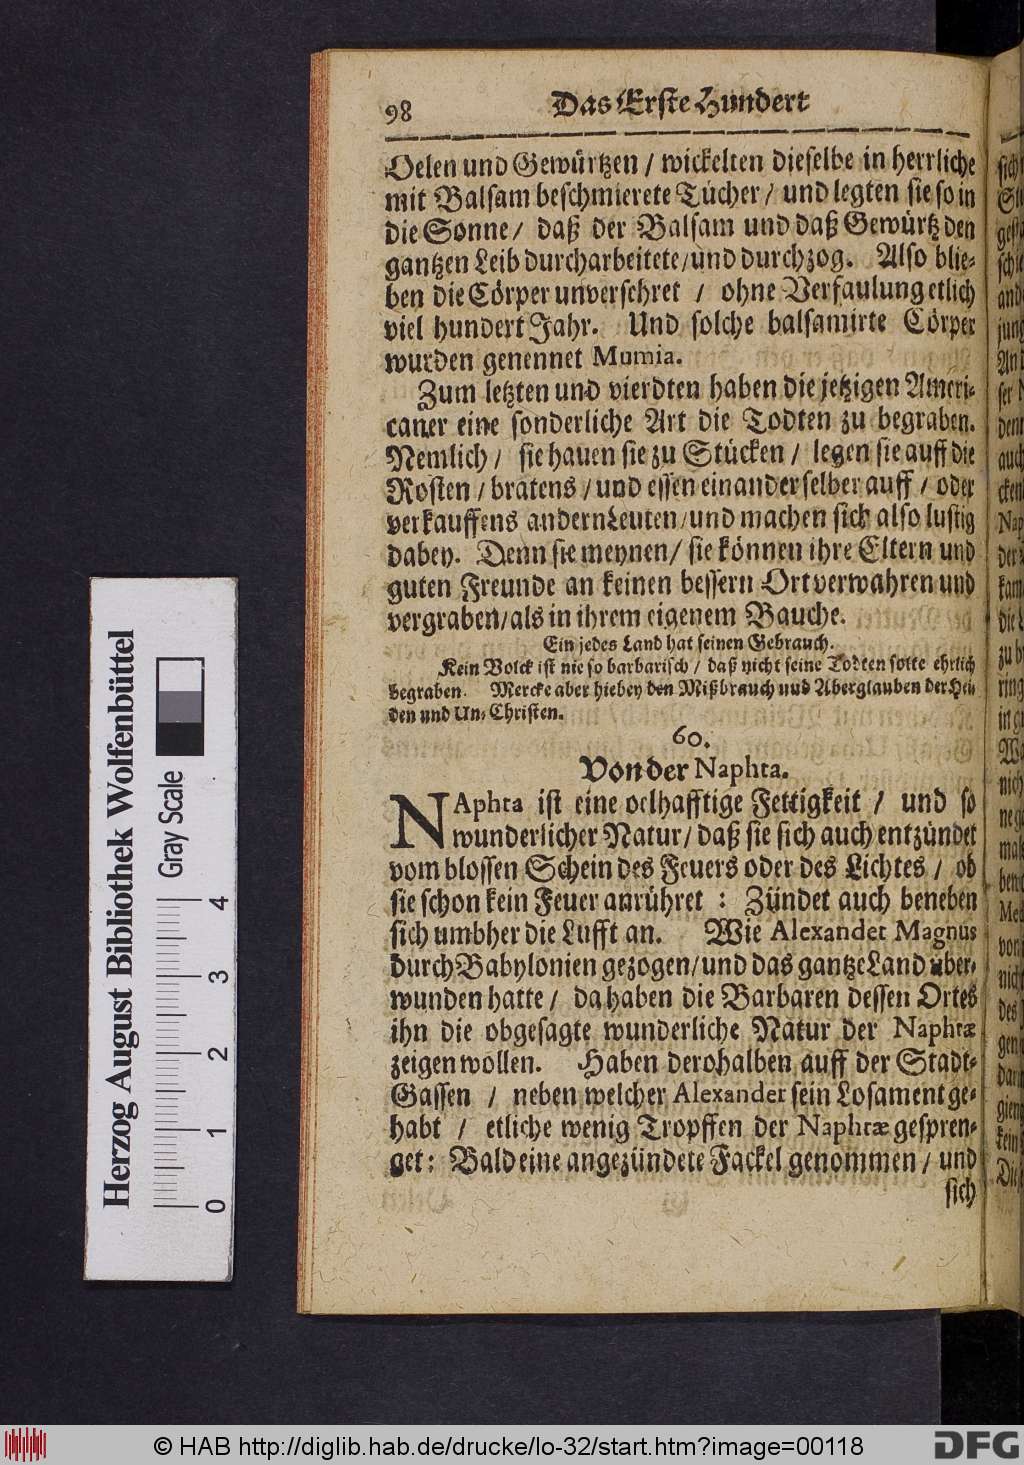 98 Das Erste Hundert
Oelen und Gewürtzen / wickelten dieselbe in herrliche
mit Balsam beschmierete Tücher / und legten sie so in
die Sonne / daß der Balsam und daß Gewürtz den
gantzen Leib durcharbeitete / und durchzog. Also blie-
ben die Cörper unversehret / ohne Verfaulung etlich
viel hundert Jahr. Und solche balsamirte Cörper
wurden genennet Mumia.
Zum letzten und vierdten haben die jetzigen Ameri-
caner eine sonderliche Art die Todten zu begraben.
Nemlich / sie hauen sie zu Stücken / legen sie auff die
Rosten / bratens / und essen einander selber auff / oder
verkauffens andern Leuten / und machen sich also lustig
dabey. Denn sie meynen / sie können ihre Eltern und
guten Freunde an keinen bessern Ort verwahren und
vergraben / als in ihrem eigenem Bauche.
Ein jedes Land hat seinen Gebrauch.
Kein Volck ist nie so barbarisch / daß nicht seine Todten solte ehrlich
begraben. Mercke aber hiebey den Mißbrauch und Aberglauben der Hei-
den und Un-Christen.
60.
Von der Naphta.
NAphta ist eine oelhafftige Fettigkeit / und so
wunderlicher Natur / daß sie sich auch entzündet
vom blossen Schein des Feuers oder des Lichtes / ob
sie schon kein Feuer anrühret : Zündet auch beneben
sich umbher die Lufft an. Wie Alexander Magnus
durch Babylonien gezogen / und das gantze Land über-
wunden hatte / da haben die Barbaren dessen Ortes
ihn die obgesagte wunderliche Natur der Naphtæ
zeigen wollen. Haben derohalben auff der Stadt-
Gassen / neben welcher Alexander sein Losament ge-
habt / etliche wenig Tropffen der Naphtæ gespren-
get : Bald eine angezündete Fackel genommen / und
sich
Herzog August Bibliothek Wolfenbüttel
Gray Scale
0 1 2 3 4
© HAB http://diglib.hab.de/drucke/lo-32/start.htm?image=00118
DFG